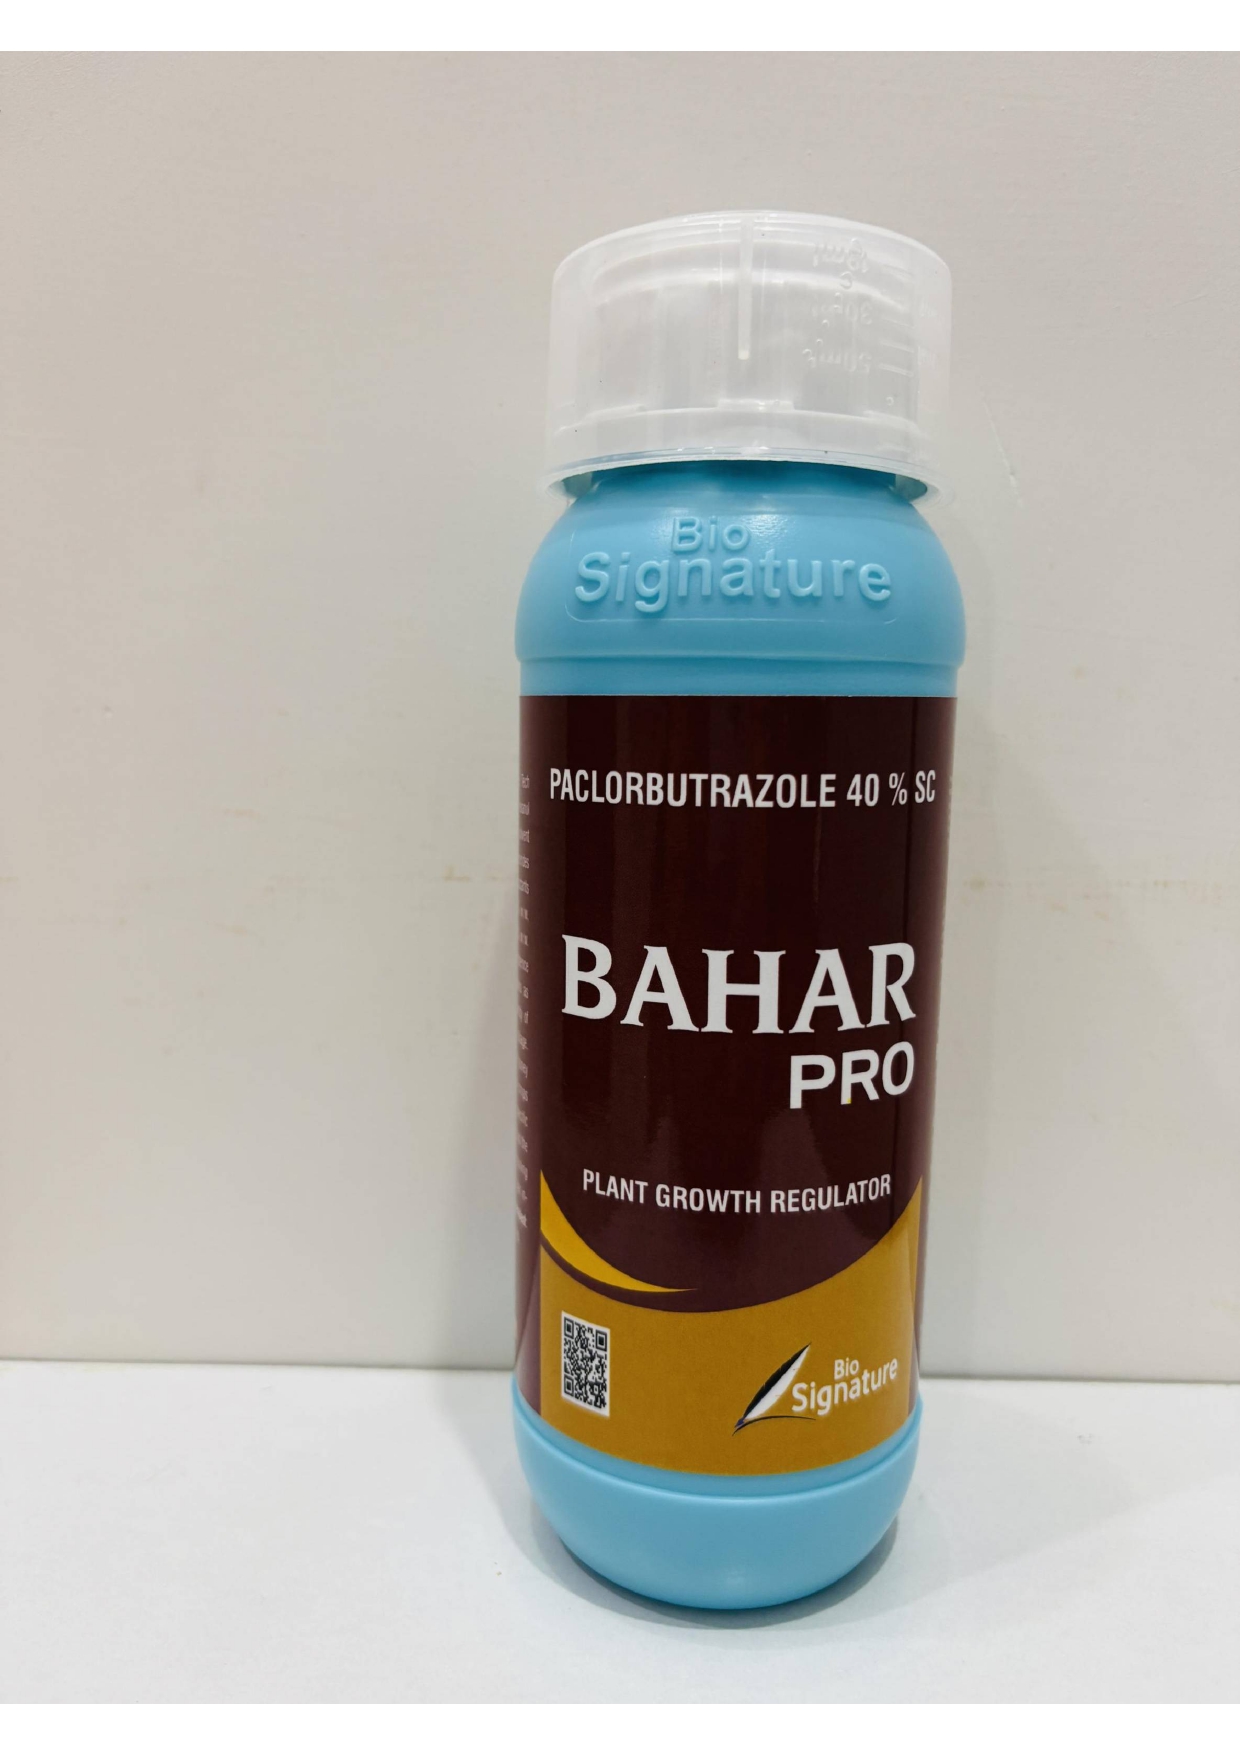 Bio
Signature
PACLORBUTRAZOLE 40 % SC
BAHAR
PRO
PLANT GROWTH REGULATOR
Bio
Signature